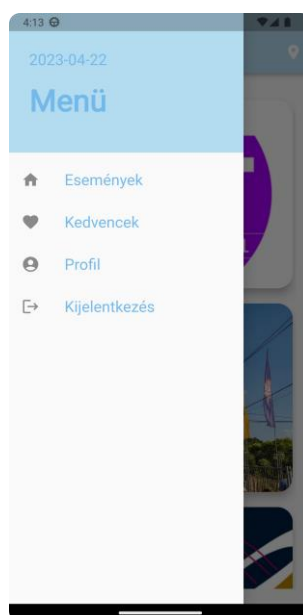 4:13
2023-04-22
Menü
Események
Kedvencek
Profil
Kijelentkezés